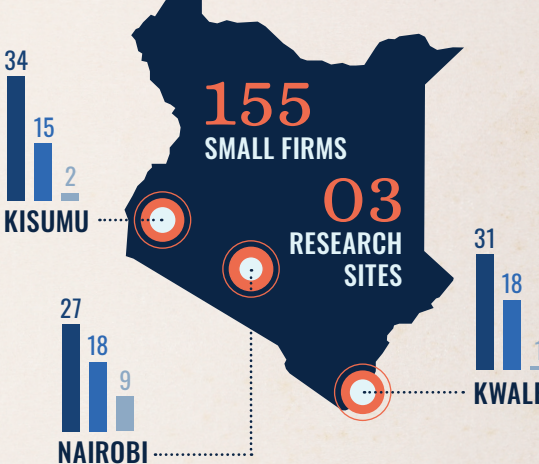 34
15
2
KISUMU
155
SMALL FIRMS
03
RESEARCH
SITES
27
18
9
NAIROBI
31
18